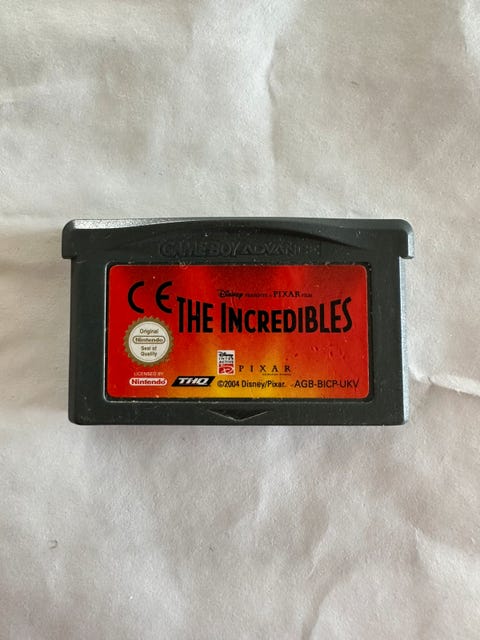 GAME BOY ADVANCE
Disney PRESENTS A PIXAR FILM
CE THE INCREDIBLES
Original
Nintendo
Seal of
Quality
LICENSED BY
Nintendo
THQ
PIXAR
©2004 Disney/Pixar. AGB-BICP-UKV